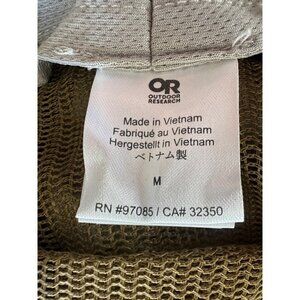 OR
OUTDOOR
RESEARCH
Made in Vietnam
Fabriqué au Vietnam
Hergestellt in Vietnam
ベトナム製
M
RN #97085 / CA# 32350